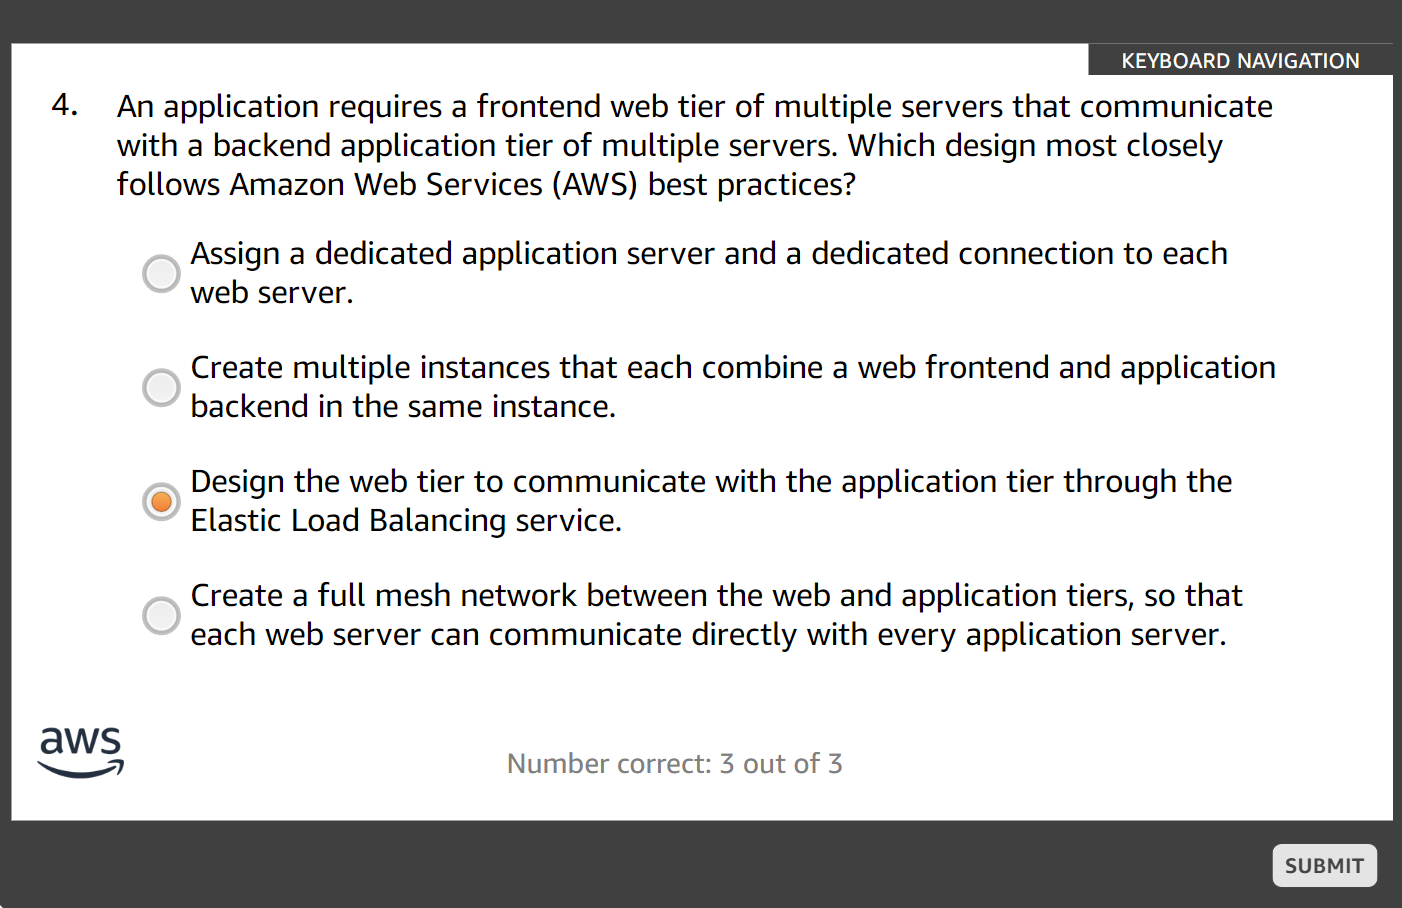 KEYBOARD NAVIGATION
4. An application requires a frontend web tier of multiple servers that communicate
with a backend application tier of multiple servers. Which design most closely
follows Amazon Web Services (AWS) best practices?
Assign a dedicated application server and a dedicated connection to each
web server.
Create multiple instances that each combine a web frontend and application
backend in the same instance.
Design the web tier to communicate with the application tier through the
Elastic Load Balancing service.
Create a full mesh network between the web and application tiers, so that
each web server can communicate directly with every application server.
aws
Number correct: 3 out of 3
SUBMIT